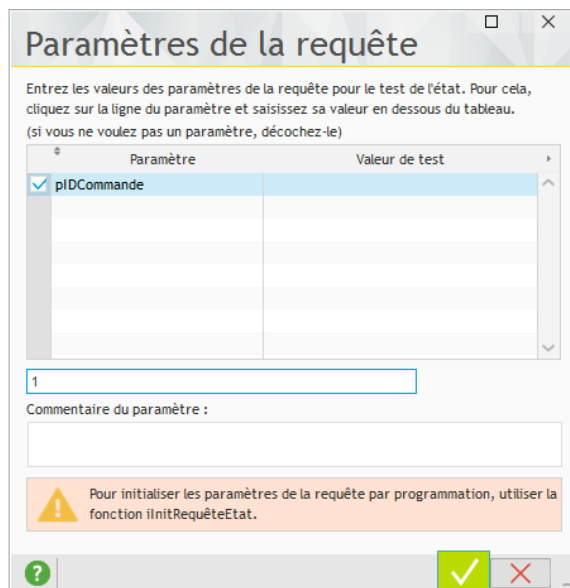 Paramètres de la requête
Entrez les valeurs des paramètres de la requête pour le test de l'état. Pour cela,
cliquez sur la ligne du paramètre et saisissez sa valeur en dessous du tableau.
(si vous ne voulez pas un paramètre, décochez-le)
Paramètre Valeur de test
pIDCommande
1
Commentaire du paramètre :
Pour initialiser les paramètres de la requête par programmation, utiliser la
fonction iInitRequêteEtat.
?